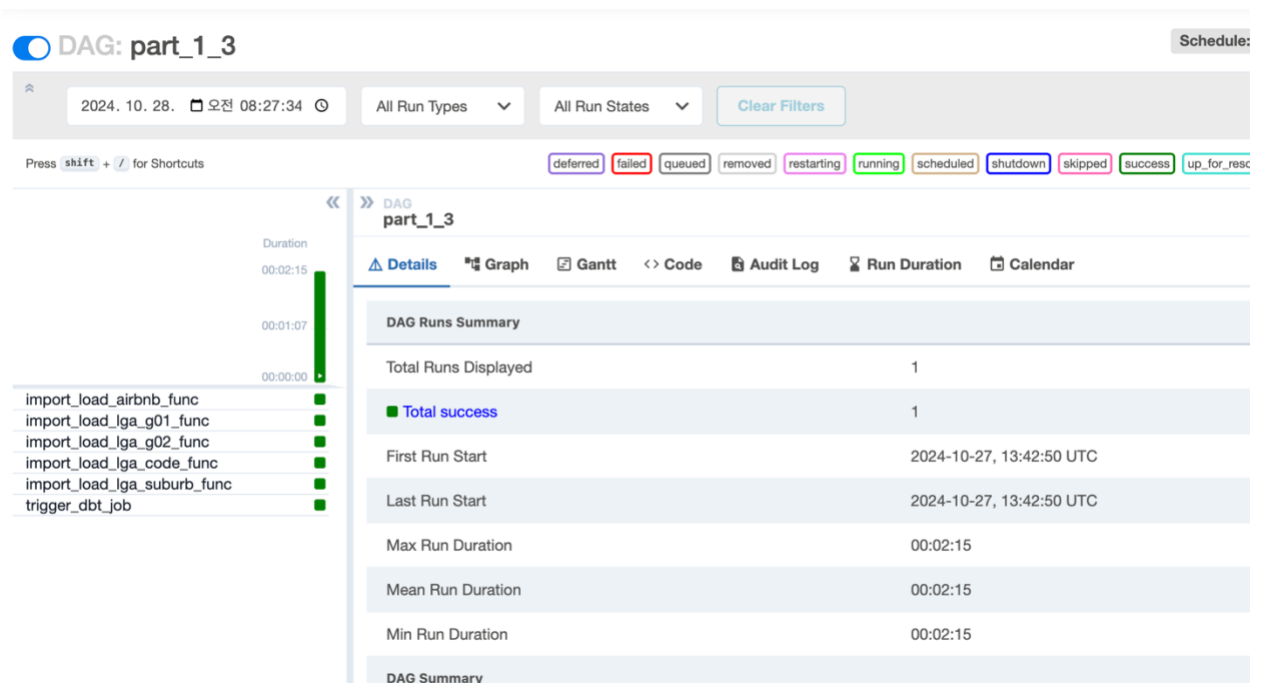 DAG: part_1_3
Schedule:
2024. 10. 28. 오전 08:27:34
All Run Types
All Run States
Clear Filters
Press shift + / for Shortcuts
deferred failed queued removed restarting running scheduled shutdown skipped success up_for_resc
Duration
00:02:15
00:01:07
00:00:00
import_load_airbnb_func
import_load_lga_g01_func
import_load_lga_g02_func
import_load_lga_code_func
import_load_lga_suburb_func
trigger_dbt_job
DAG
part_1_3
Details Graph Gantt <> Code Audit Log Run Duration Calendar
DAG Runs Summary
Total Runs Displayed 1
Total success 1
First Run Start 2024-10-27, 13:42:50 UTC
Last Run Start 2024-10-27, 13:42:50 UTC
Max Run Duration 00:02:15
Mean Run Duration 00:02:15
Min Run Duration 00:02:15
DAG Summary